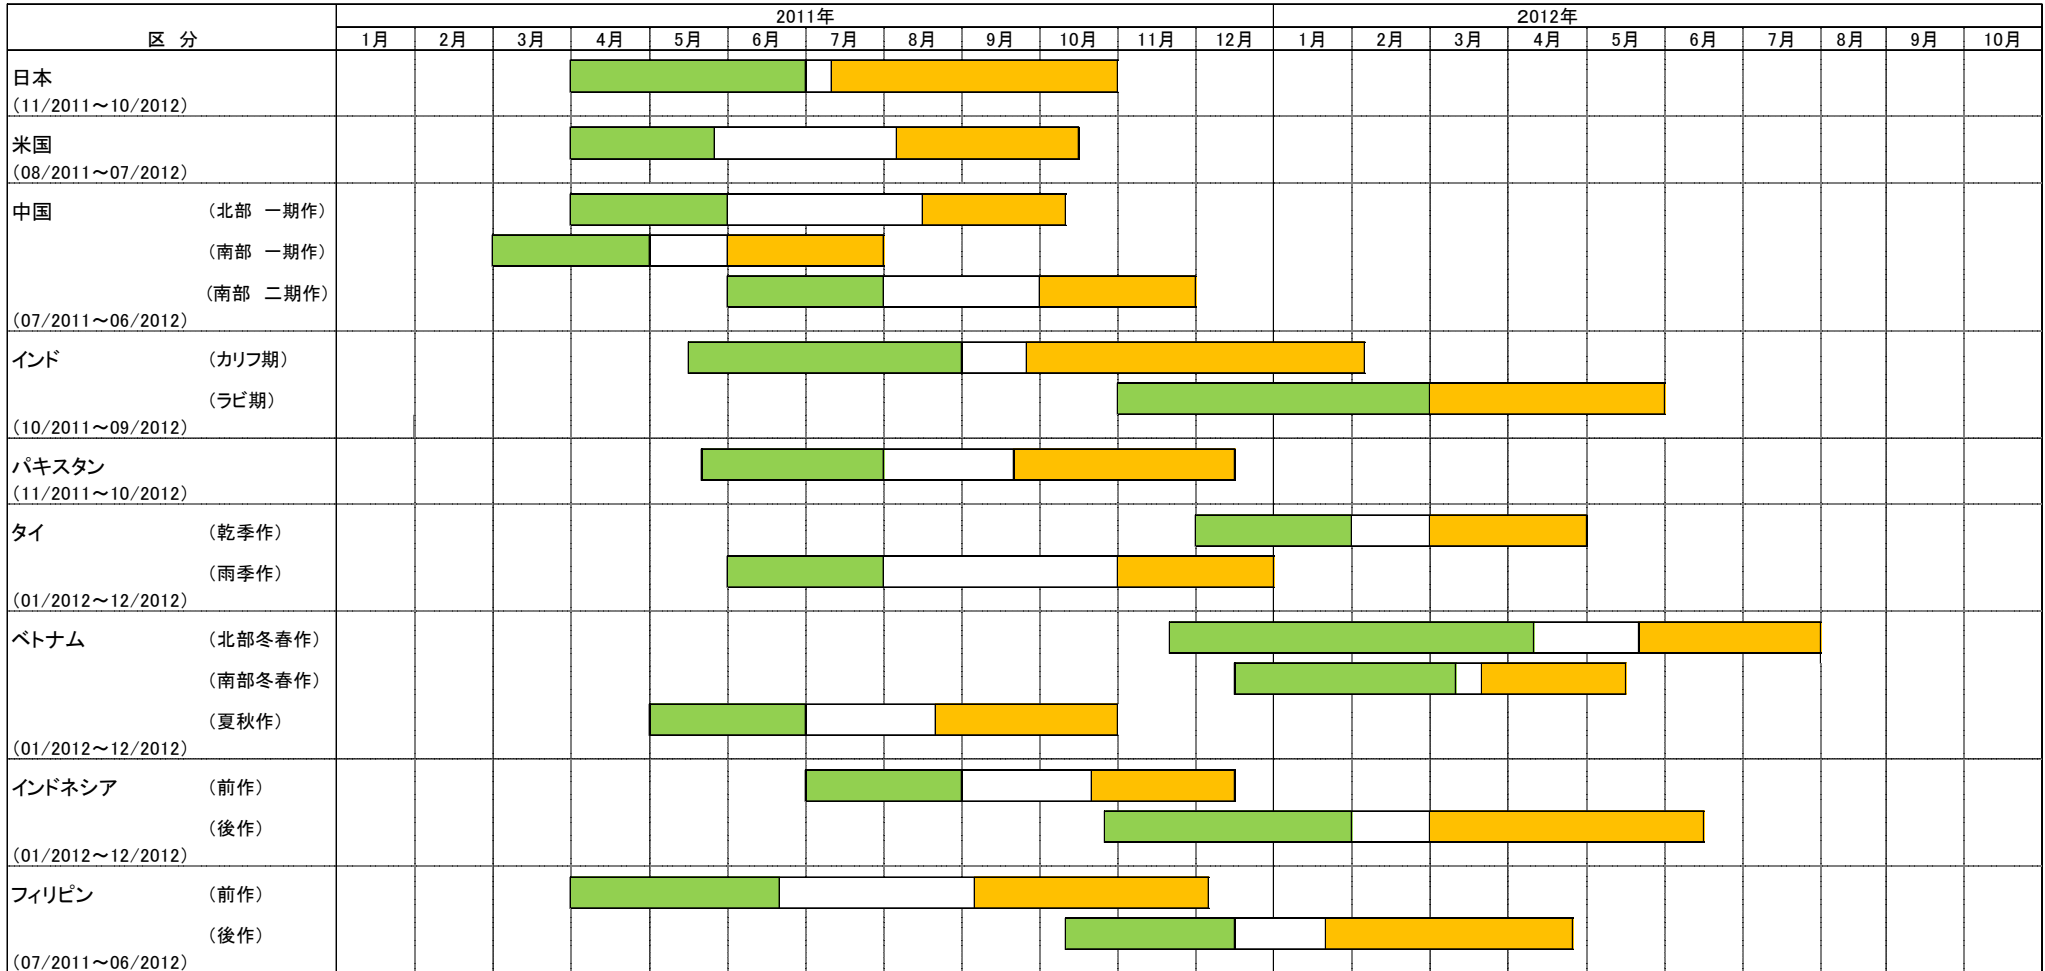 2011年 2012年
区 分 1月 2月 3月 4月 5月 6月 7月 8月 9月 10月 11月 12月 1月 2月 3月 4月 5月 6月 7月 8月 9月 10月
日本
(11/2011～10/2012)
米国
(08/2011～07/2012)
中国 (北部 一期作)
(南部 一期作)
(南部 二期作)
(07/2011～06/2012)
インド (カリフ期)
(ラビ期)
(10/2011～09/2012)
パキスタン
(11/2011～10/2012)
タイ (乾季作)
(雨季作)
(01/2012～12/2012)
ベトナム (北部冬春作)
(南部冬春作)
(夏秋作)
(01/2012～12/2012)
インドネシア (前作)
(後作)
(01/2012～12/2012)
フィリピン (前作)
(後作)
(07/2011～06/2012)